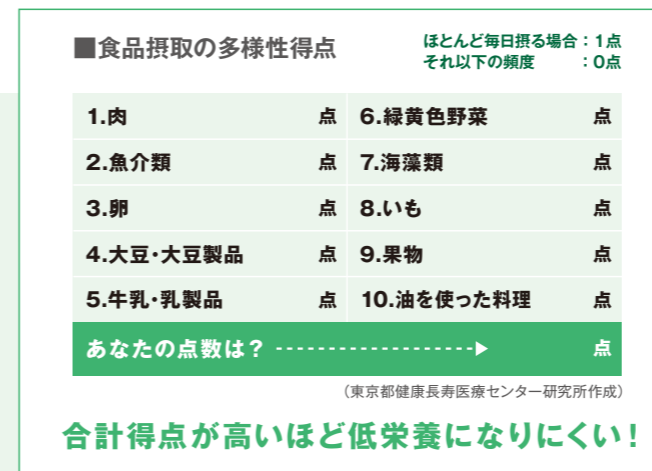 ■食品摂取の多様性得点
ほとんど毎日摂る場合：1点
それ以下の頻度　　　：0点
1.肉　点　6.緑黄色野菜　点
2.魚介類　点　7.海藻類　点
3.卵　点　8.いも　点
4.大豆・大豆製品　点　9.果物　点
5.牛乳・乳製品　点　10.油を使った料理　点
あなたの点数は？ -------------------▶　点
（東京都健康長寿医療センター研究所作成）
合計得点が高いほど低栄養になりにくい！